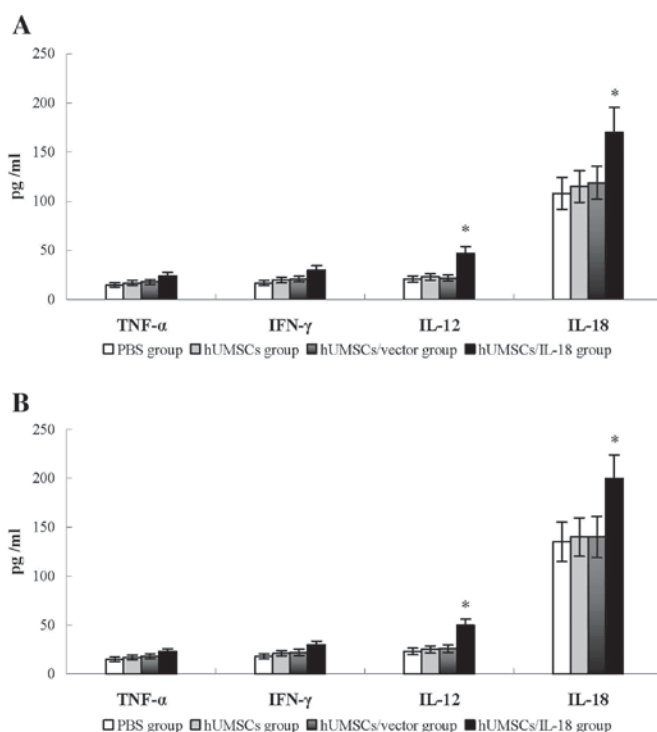 A
250
200
150
100
50
0
pg /ml
*
*
TNF-α IFN-γ IL-12 IL-18
PBS group hUMSCs group hUMSCs/vector group hUMSCs/IL-18 group
B
250
200
150
100
50
0
pg /ml
*
*
TNF-α IFN-γ IL-12 IL-18
PBS group hUMSCs group hUMSCs/vector group hUMSCs/IL-18 group